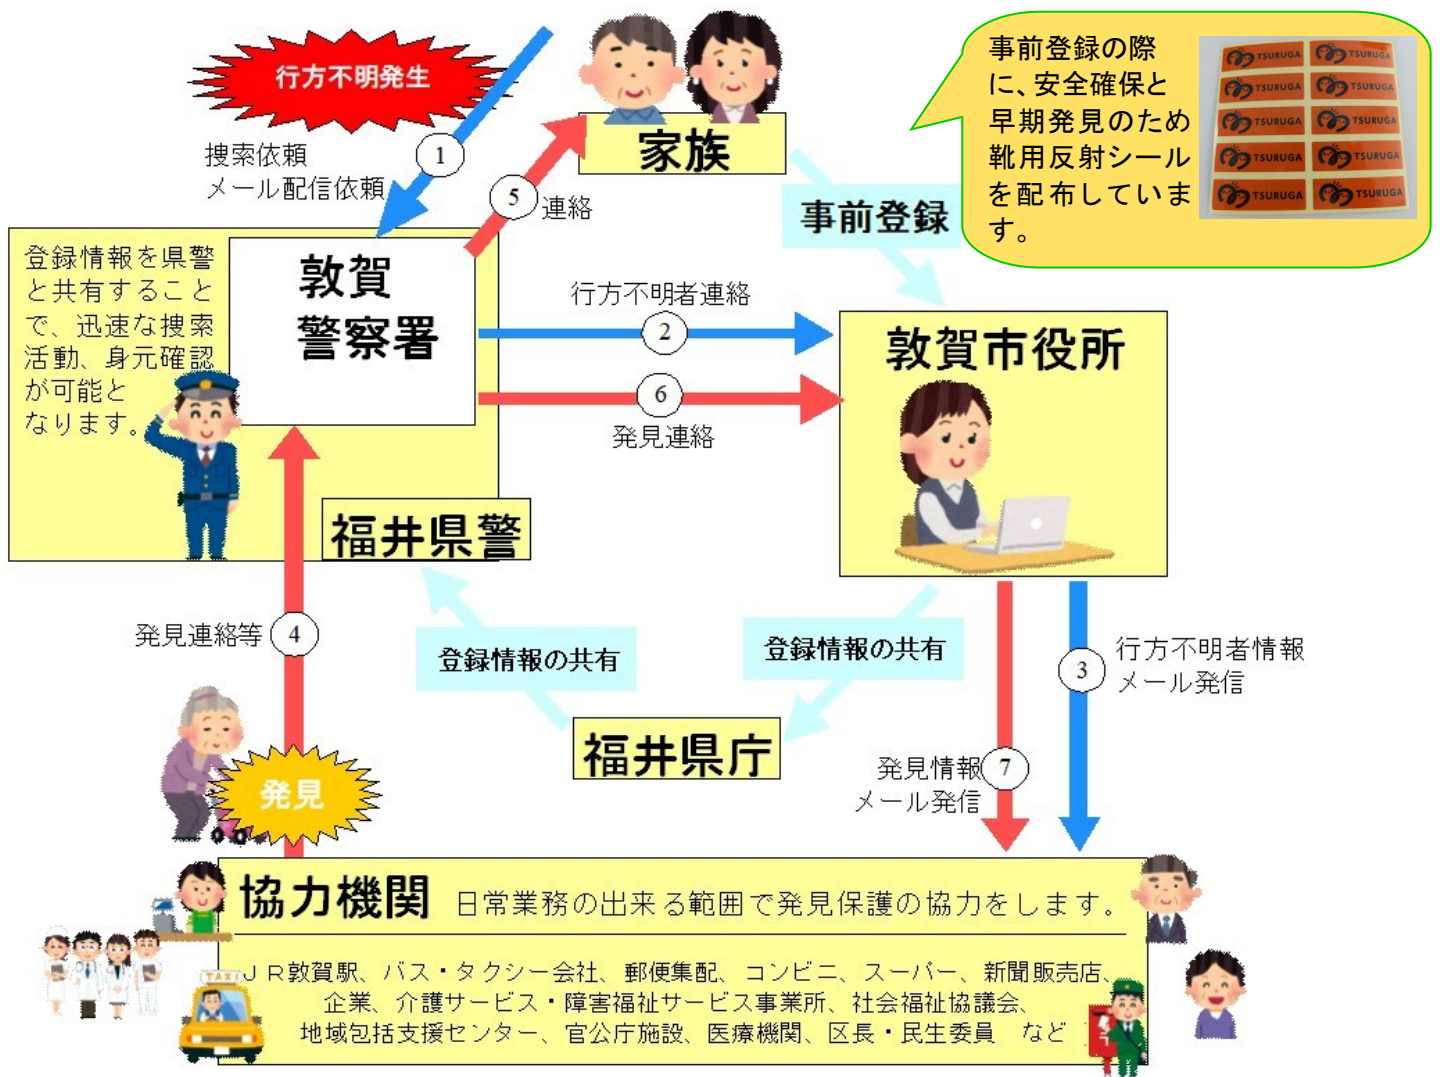 行方不明発生
捜索依頼
メール配信依頼
1
5
連絡
家族
事前登録
事前登録の際
に、安全確保と
早期発見のため
靴用反射シール
を配布していま
す。
TSURUGA TSURUGA
TSURUGA TSURUGA
TSURUGA TSURUGA
TSURUGA TSURUGA
TSURUGA TSURUGA
登録情報を県警
と共有すること
で、迅速な捜索
活動、身元確認
が可能と
なります。
敦賀
警察署
福井県警
行方不明者連絡
2
6
発見連絡
敦賀市役所
発見連絡等
4
登録情報の共有
登録情報の共有
福井県庁
3
行方不明者情報
メール発信
発見情報
メール発信
7
発見
協力機関 日常業務の出来る範囲で発見保護の協力をします。
JR敦賀駅、バス・タクシー会社、郵便集配、コンビニ、スーパー、新聞販売店、
企業、介護サービス・障害福祉サービス事業所、社会福祉協議会、
地域包括支援センター、官公庁施設、医療機関、区長・民生委員 など
TAXI